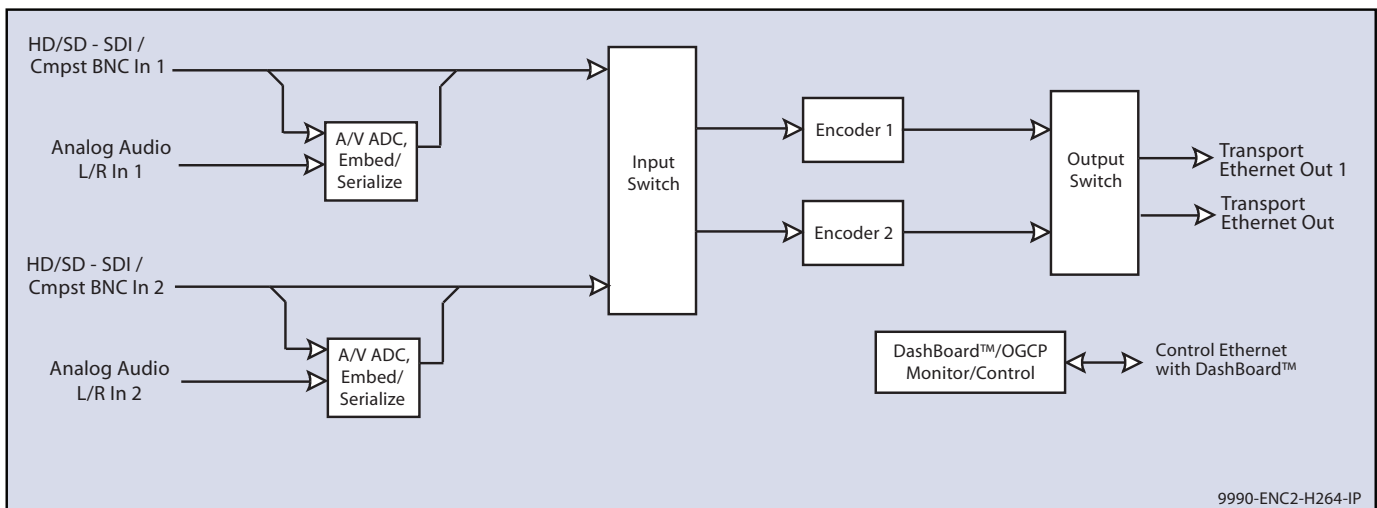 HD/SD - SDI /
Cmpst BNC In 1
Analog Audio
L/R In 1
A/V ADC,
Embed/
Serialize
HD/SD - SDI /
Cmpst BNC In 2
Analog Audio
L/R In 2
A/V ADC,
Embed/
Serialize
Input
Switch
Encoder 1
Encoder 2
Output
Switch
Transport
Ethernet Out 1
Transport
Ethernet Out
DashBoard™/OGCP
Monitor/Control
Control Ethernet
with DashBoard™
9990-ENC2-H264-IP